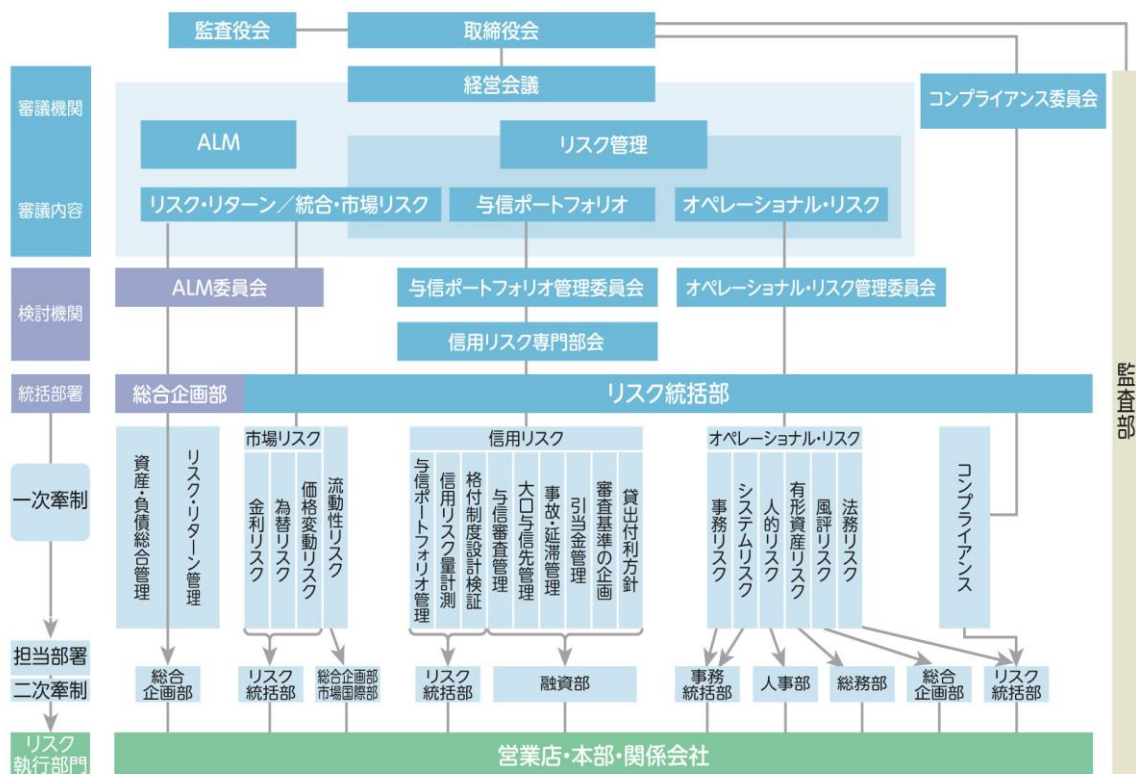 監査役会
取締役会
審議機関
経営会議
コンプライアンス委員会
ALM
リスク管理
審議内容
リスク・リターン／統合・市場リスク
与信ポートフォリオ
オペレーショナル・リスク
検討機関
ALM委員会
与信ポートフォリオ管理委員会
オペレーショナル・リスク管理委員会
信用リスク専門部会
統括部署
総合企画部
リスク統括部
監査部
一次牽制
資産・負債総合管理
リスク・リターン管理
市場リスク
金利リスク
為替リスク
価格変動リスク
流動性リスク
信用リスク
与信ポートフォリオ管理
信用リスク量計測
格付制度設計検証
与信審査管理
大口与信先管理
事故・延滞管理
引当金管理
審査基準の企画
貸出付利方針
オペレーショナル・リスク
事務リスク
システムリスク
人的リスク
有形資産リスク
風評リスク
法務リスク
コンプライアンス
担当部署
二次牽制
総合
企画部
リスク
統括部
総合企画部
市場国際部
リスク
統括部
融資部
事務
統括部
人事部
総務部
総合
企画部
リスク
統括部
リスク
執行部門
営業店・本部・関係会社